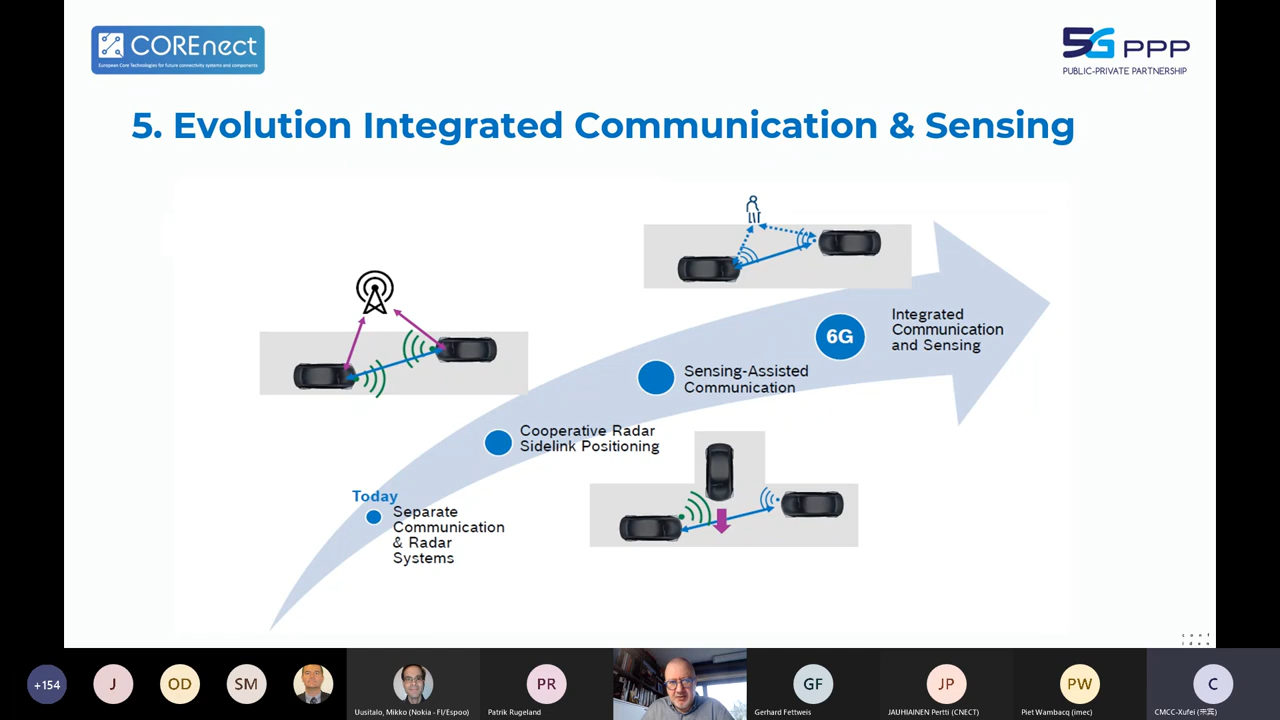 COREnect
European Core Technologies for future connectivity systems and components
5G PPP
PUBLIC-PRIVATE PARTNERSHIP
5. Evolution Integrated Communication & Sensing
6G
Integrated
Communication
and Sensing
Sensing-Assisted
Communication
Cooperative Radar
Sidelink Positioning
Today
Separate
Communication
& Radar
Systems
conf
iden
+154
J
OD
SM
Uusitalo, Mikko (Nokia - FI/Espoo)
PR
Patrik Rugeland
GF
Gerhard Fettweis
JP
JAUHIAINEN Pertti (CNECT)
PW
Piet Wambacq (imec)
C